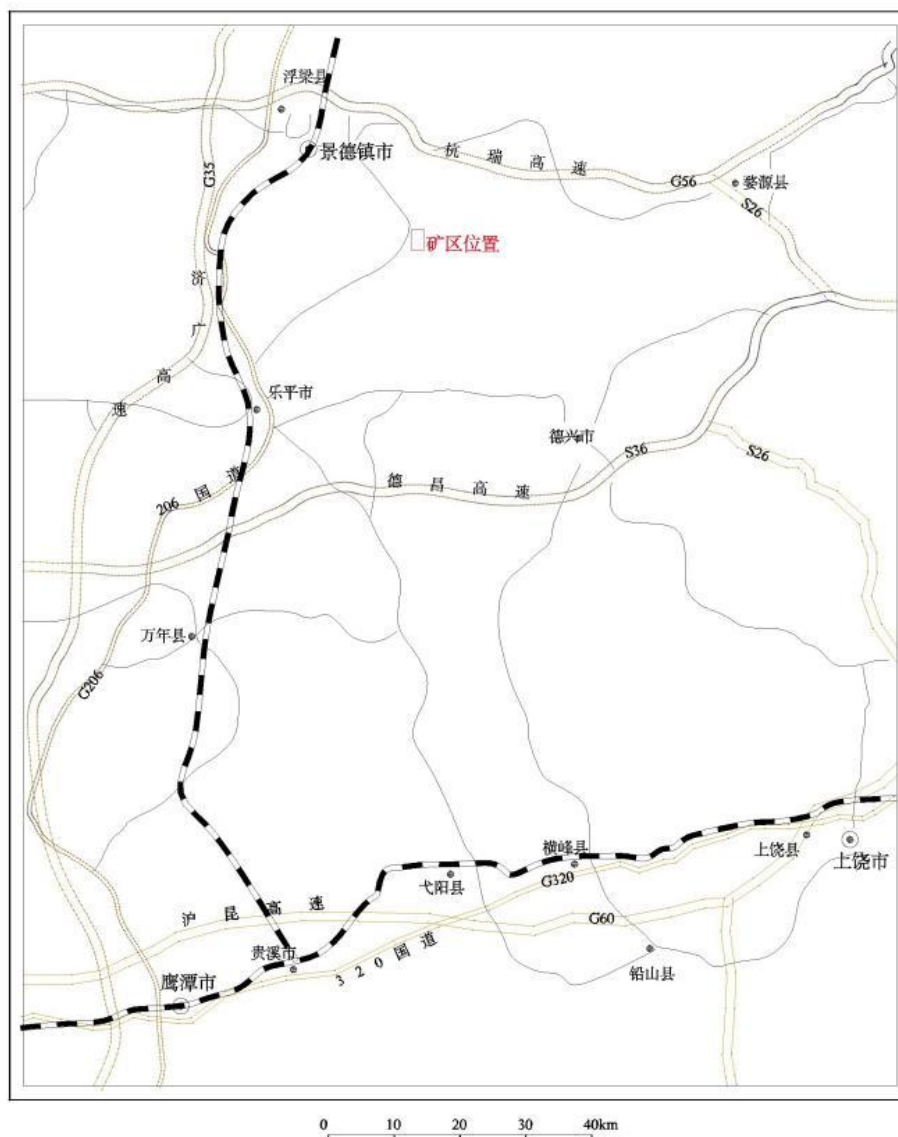 浮梁县
景德镇市
杭瑞高速
G35
G56
婺源县
S26
矿区位置
济广高速
乐平市
德兴市
S36
S26
德昌高速
206国道
万年县
G206
横峰县
上饶县
上饶市
弋阳县
G320
沪昆高速
G60
贵溪市
320国道
铅山县
鹰潭市
0 10 20 30 40km